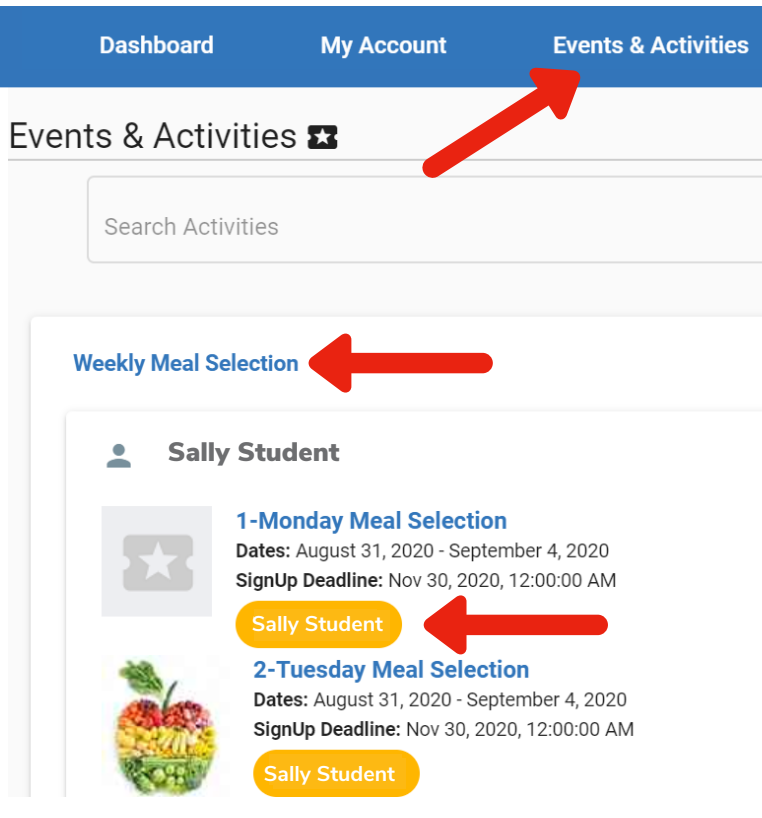 Dashboard My Account Events & Activities
Events & Activities
Search Activities
Weekly Meal Selection
Sally Student
1-Monday Meal Selection
Dates: August 31, 2020 - September 4, 2020
SignUp Deadline: Nov 30, 2020, 12:00:00 AM
Sally Student
2-Tuesday Meal Selection
Dates: August 31, 2020 - September 4, 2020
SignUp Deadline: Nov 30, 2020, 12:00:00 AM
Sally Student